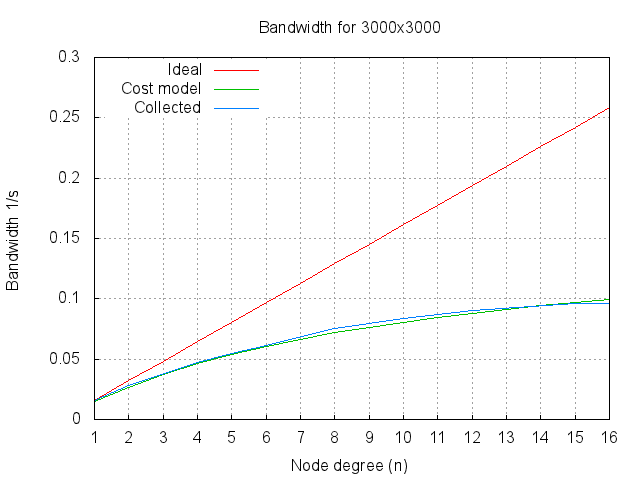 Bandwidth for 3000x3000
0.3
0.25
0.2
0.15
0.1
0.05
0
Bandwidth 1/s
Ideal
Cost model
Collected
1 2 3 4 5 6 7 8 9 10 11 12 13 14 15 16
Node degree (n)